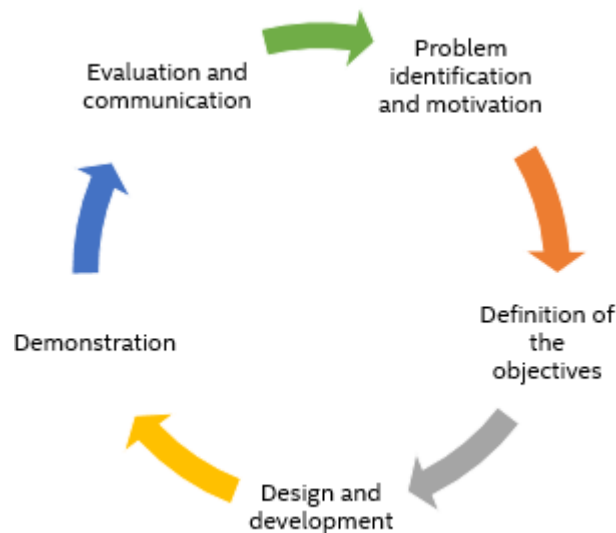 Problem
identification
and motivation
Definition of
the
objectives
Design and
development
Demonstration
Evaluation and
communication